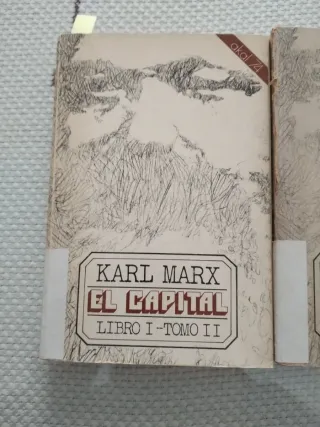 akal 74
KARL MARX
EL CAPITAL
LIBRO I-TOMO II